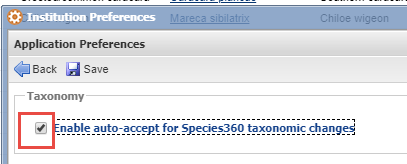 Institution Preferences
Mareca sibilatrix
Chiloe wigeon
Application Preferences
Back Save
Taxonomy
Enable auto-accept for Species360 taxonomic changes